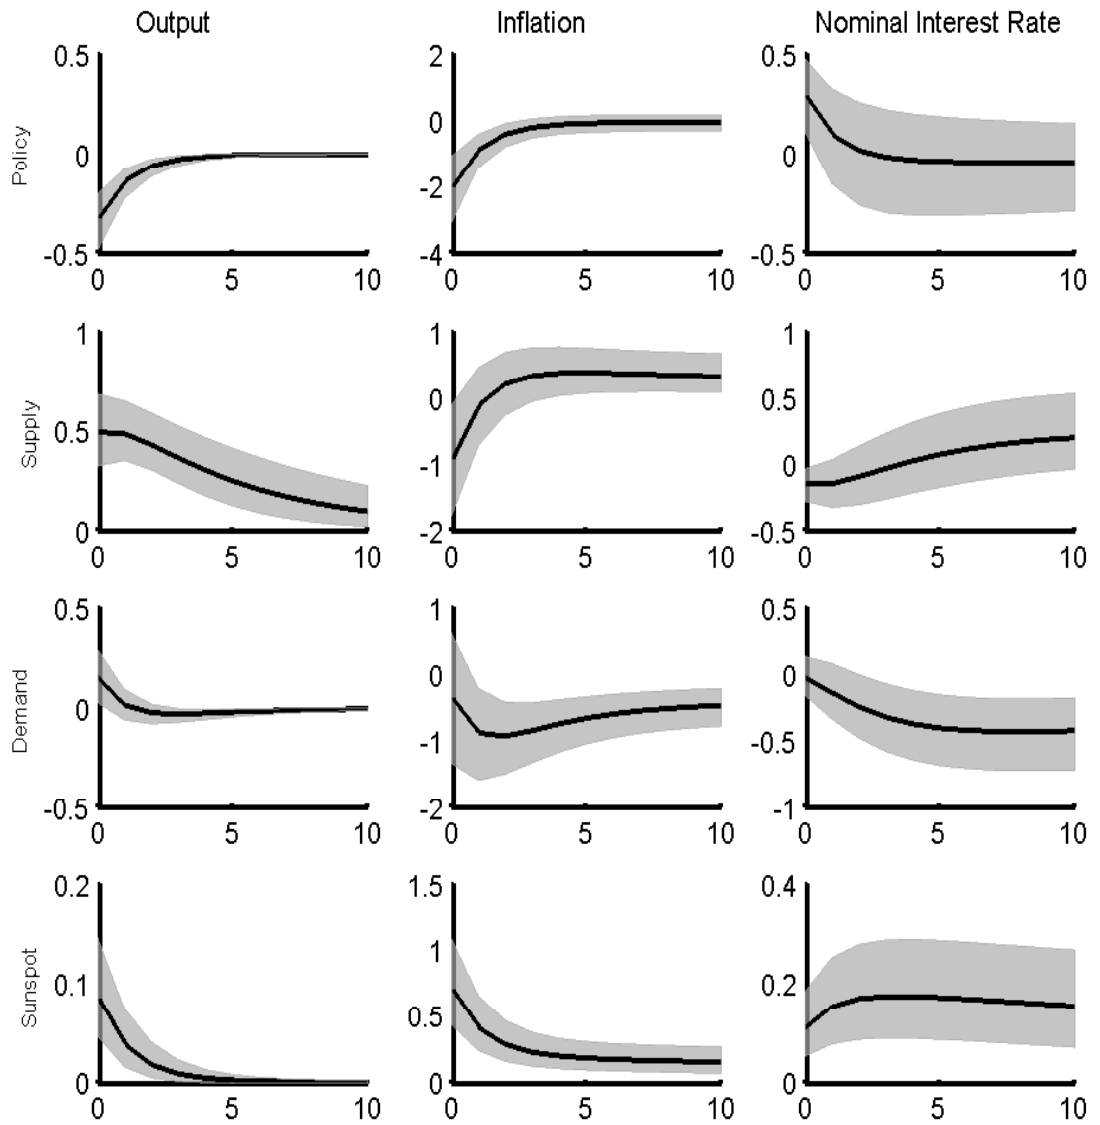 Output Inflation Nominal Interest Rate
0.5 2 0.5
Policy
0 0 0
-2
-0.5 -4 -0.5
0 5 10 0 5 10 0 5 10
1 1 1
Supply
0.5 0 0.5
-1 0
0 -2 -0.5
0 5 10 0 5 10 0 5 10
0.5 1 0.5
Demand
0 0 0
-1 -0.5
-0.5 -2 -1
0 5 10 0 5 10 0 5 10
0.2 1.5 0.4
Sunspot
0.1 1 0.2
0.5
0 0 0
0 5 10 0 5 10 0 5 10